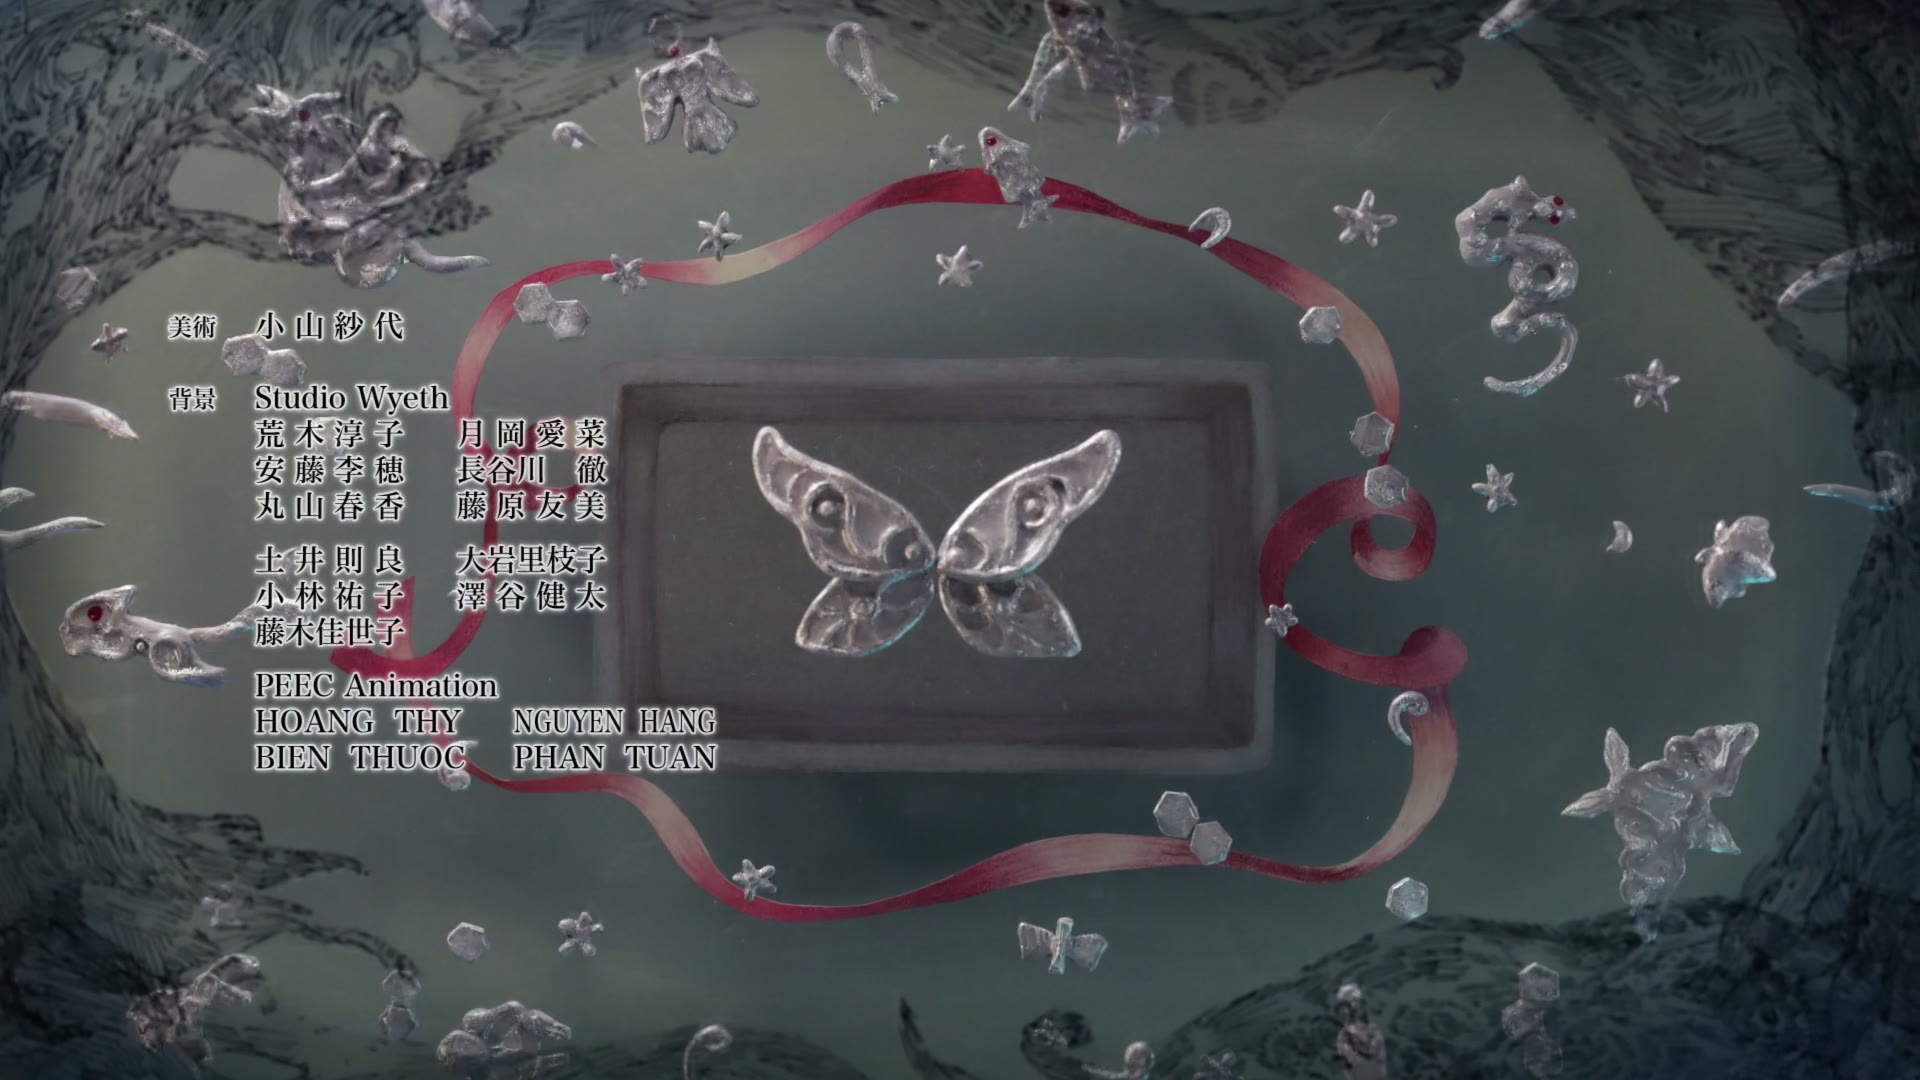 美術 小山紗代
背景 Studio Wyeth
荒木淳子 月岡愛菜
安藤李穂 長谷川 徹
丸山春香 藤原友美
土井則良 大岩里枝子
小林祐子 澤谷健太
藤木佳世子
PEEC Animation
HOANG THY NGUYEN HANG
BIEN THUOC PHAN TUAN